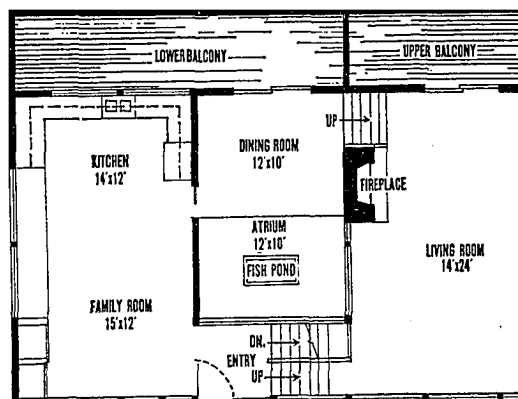 LOWER BALCONY
UPPER BALCONY
UP
KITCHEN
14'x12'
DINING ROOM
12'x10'
FIREPLACE
ATRIUM
12'x10'
FISH POND
LIVING ROOM
14'x24'
FAMILY ROOM
15'x12'
DN.
ENTRY
UP